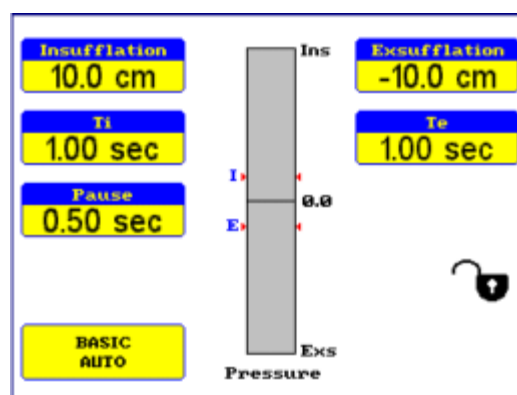 Insufflation
10.0 cm
Ti
1.00 sec
Pause
0.50 sec
BASIC
AUTO
Ins
I
0.0
E
Exs
Pressure
Exsufflation
-10.0 cm
Te
1.00 sec